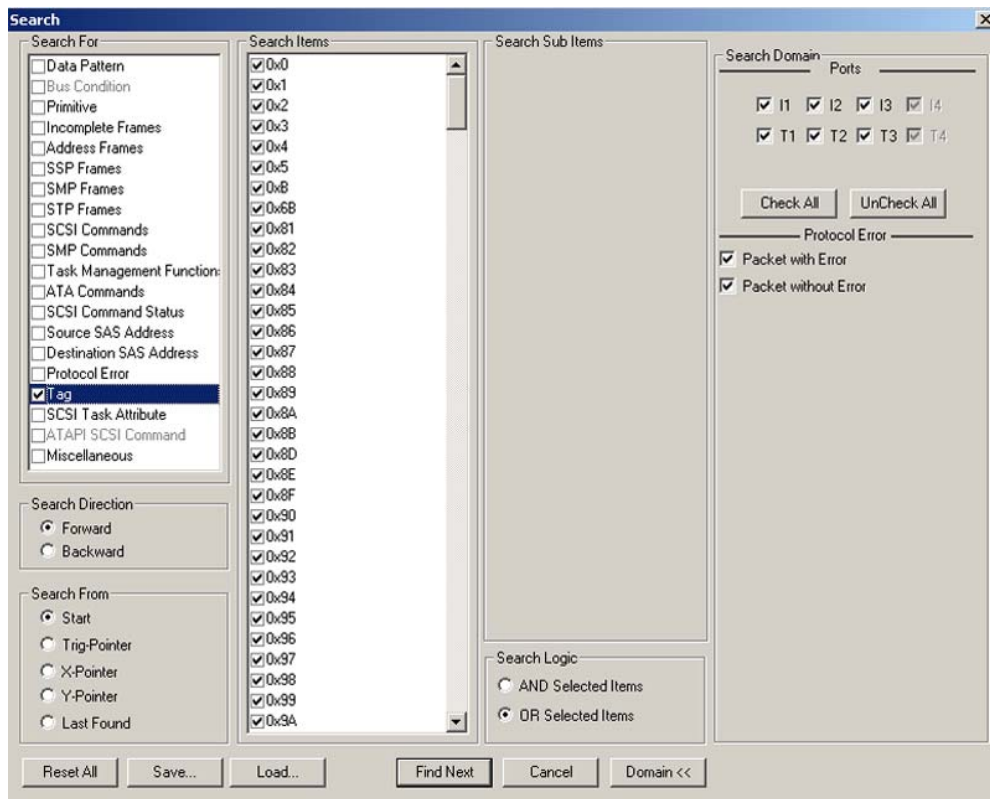 Search
Search For
Data Pattern
Bus Condition
Primitive
Incomplete Frames
Address Frames
SSP Frames
SMP Frames
STP Frames
SCSI Commands
SMP Commands
Task Management Function
ATA Commands
SCSI Command Status
Source SAS Address
Destination SAS Address
Protocol Error
Tag
SCSI Task Attribute
ATAPI SCSI Command
Miscellaneous
Search Direction
Forward
Backward
Search From
Start
Trig-Pointer
X-Pointer
Y-Pointer
Last Found
Search Items
0x0
0x1
0x2
0x3
0x4
0x5
0xB
0x6B
0x81
0x82
0x83
0x84
0x85
0x86
0x87
0x88
0x89
0x8A
0x8B
0x8D
0x8E
0x8F
0x90
0x91
0x92
0x93
0x94
0x95
0x96
0x97
0x98
0x99
0x9A
Search Sub Items
Search Logic
AND Selected Items
OR Selected Items
Search Domain
Ports
I1 I2 I3 I4
T1 T2 T3 T4
Check All UnCheck All
Protocol Error
Packet with Error
Packet without Error
Reset All Save... Load... Find Next Cancel Domain <<